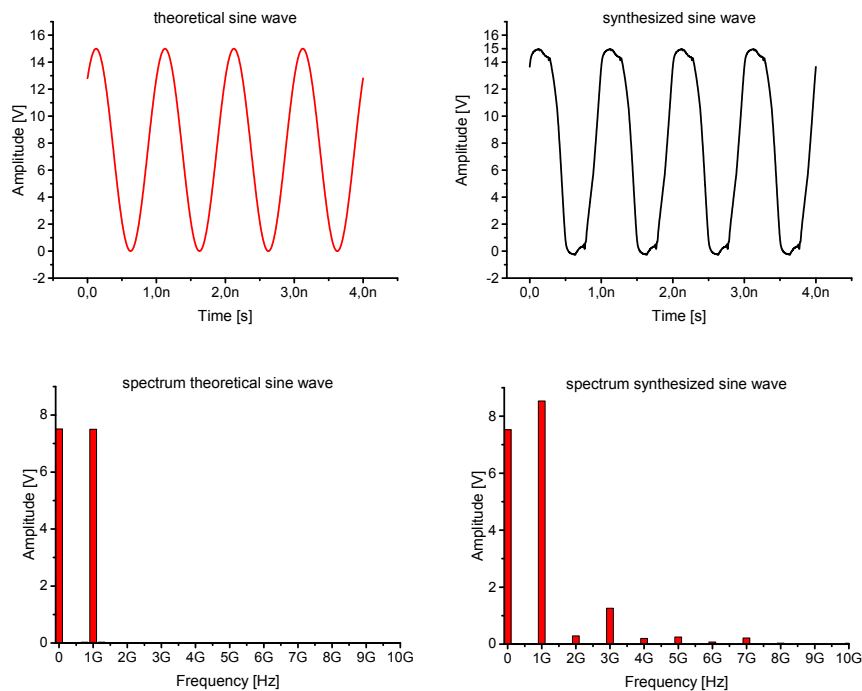 theoretical sine wave
16
14
12
10
8
6
4
2
0
-2
Amplitude [V]
0,0
1,0n
2,0n
3,0n
4,0n
Time [s]
synthesized sine wave
16
15
14
12
10
8
6
4
2
0
-2
Amplitude [V]
0,0
1,0n
2,0n
3,0n
4,0n
Time [s]
spectrum theoretical sine wave
8
6
4
2
0
Amplitude [V]
0 1G 2G 3G 4G 5G 6G 7G 8G 9G 10G
Frequency [Hz]
spectrum synthesized sine wave
8
6
4
2
0
Amplitude [V]
0 1G 2G 3G 4G 5G 6G 7G 8G 9G 10G
Frequency [Hz]